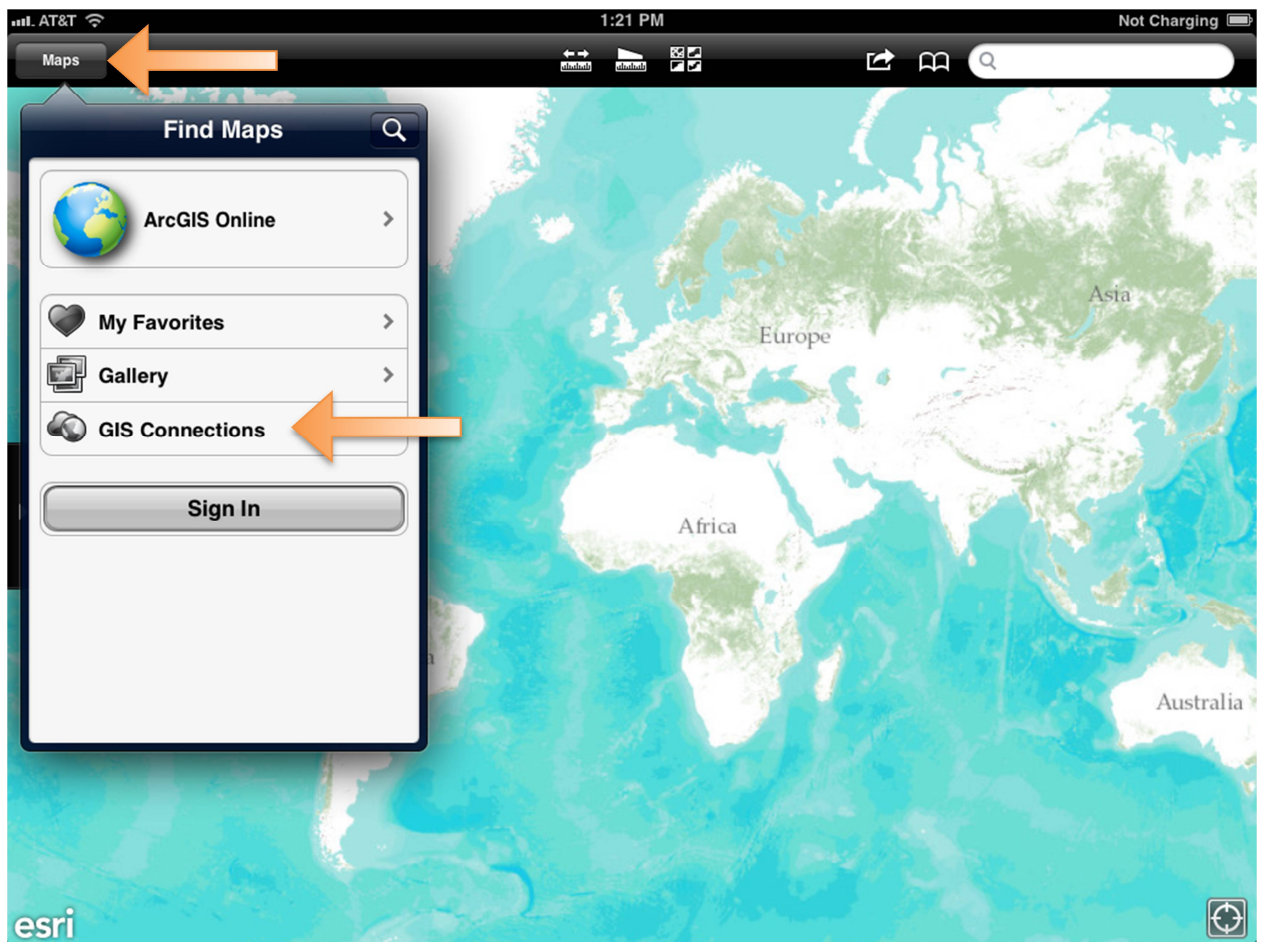 AT&T
1:21 PM
Not Charging
Maps
Find Maps
ArcGIS Online
My Favorites
Gallery
GIS Connections
Sign In
Europe
Asia
Africa
Australia
esri